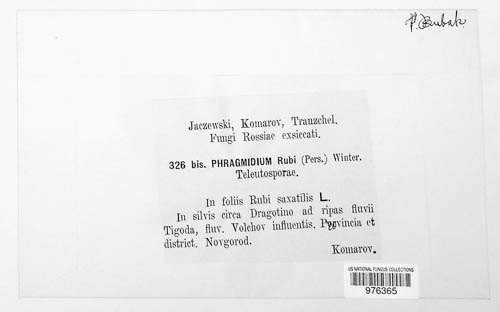 F. Bubak.
Jaczewski, Komarov, Tranzchel.
Fungi Rossiae exsiccati.
326 bis. PHRAGMIDIUM Rubi (Pers.) Winter.
Teleutosporae.
In foliis Rubi saxatilis L.
In silvis circa Dragotino ad ripas fluvii
Tigoda, fluv. Volchov influentis. Provincia et
district. Novgorod.
Komarov.
US NATIONAL FUNGUS COLLECTIONS
976365